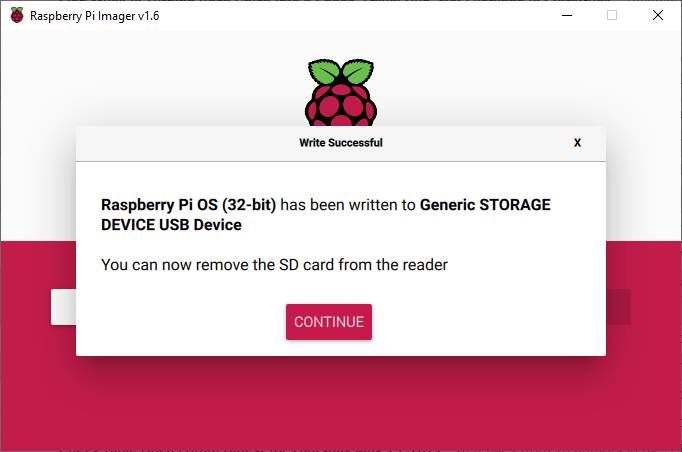 Raspberry Pi Imager v1.6
Write Successful
X
Raspberry Pi OS (32-bit) has been written to Generic STORAGE
DEVICE USB Device
You can now remove the SD card from the reader
CONTINUE